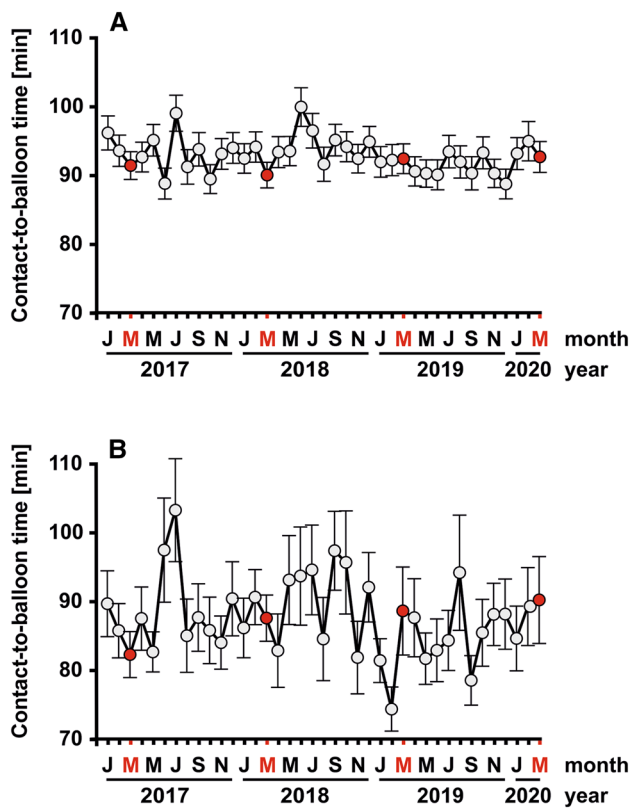 A
Contact-to-balloon time [min]
110
100
90
80
70
J M M J S N J M M J S N J M M J S N J M month
2017 2018 2019 2020 year
B
Contact-to-balloon time [min]
110
100
90
80
70
J M M J S N J M M J S N J M M J S N J M month
2017 2018 2019 2020 year